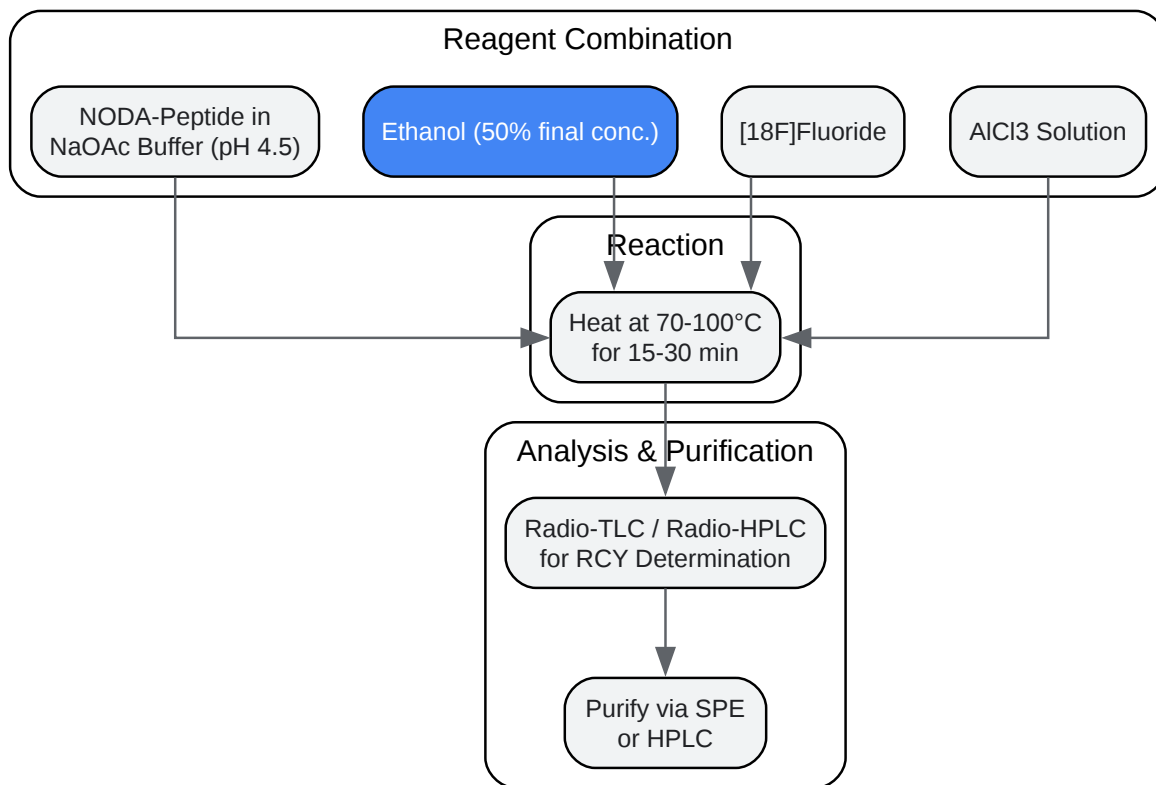 Reagent Combination
NODA-Peptide in
NaOAc Buffer (pH 4.5)
Ethanol (50% final conc.)
[18F]Fluoride
AlCl3 Solution
Reaction
Heat at 70-100°C
for 15-30 min
Analysis & Purification
Radio-TLC / Radio-HPLC
for RCY Determination
Purify via SPE
or HPLC